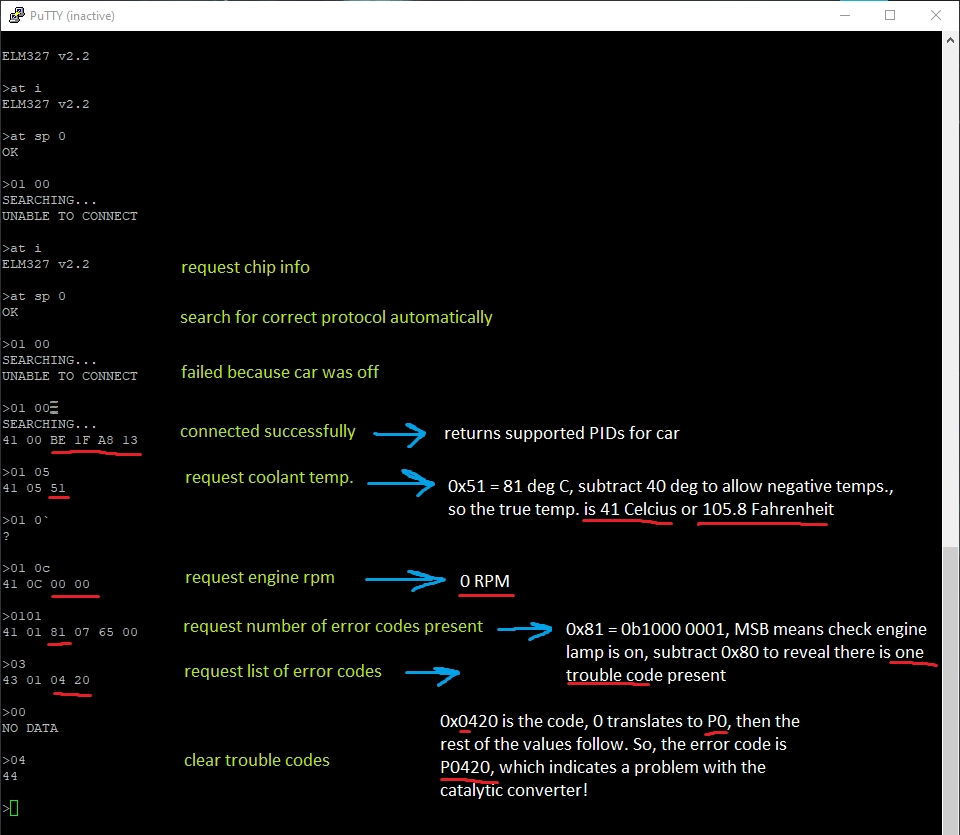 PuTTY (inactive)
ELM327 v2.2
>at i
ELM327 v2.2
>at sp 0
OK
>01 00
SEARCHING...
UNABLE TO CONNECT
>at i
ELM327 v2.2
request chip info
>at sp 0
OK
search for correct protocol automatically
>01 00
SEARCHING...
UNABLE TO CONNECT
failed because car was off
>01 00
SEARCHING...
41 00 BE 1F A8 13
connected successfully
returns supported PIDs for car
>01 05
41 05 51
request coolant temp.
0x51 = 81 deg C, subtract 40 deg to allow negative temps.,
so the true temp. is 41 Celcius or 105.8 Fahrenheit
>01 0`
?
>01 0c
41 0C 00 00
request engine rpm
0 RPM
>0101
41 01 81 07 65 00
request number of error codes present
0x81 = 0b1000 0001, MSB means check engine
lamp is on, subtract 0x80 to reveal there is one
trouble code present
>03
43 01 04 20
request list of error codes
0x0420 is the code, 0 translates to P0, then the
rest of the values follow. So, the error code is
P0420, which indicates a problem with the
catalytic converter!
>00
NO DATA
>04
44
clear trouble codes
>